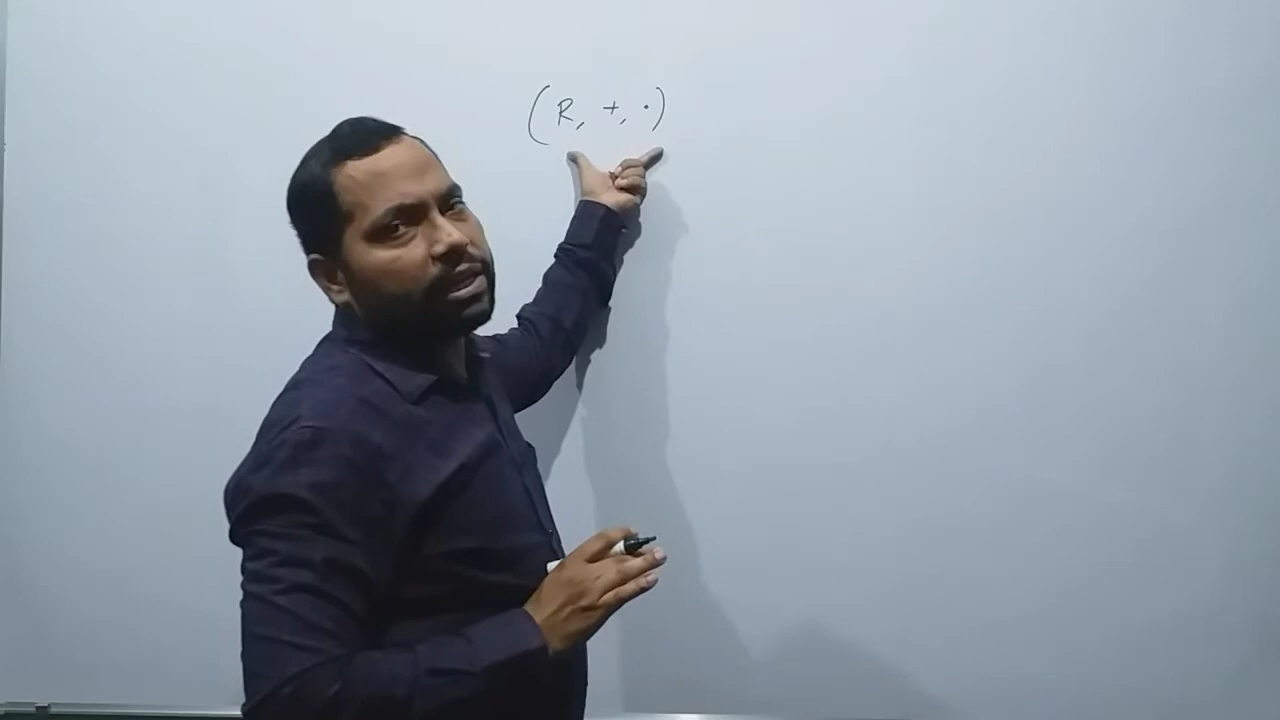 (R, +, ·)